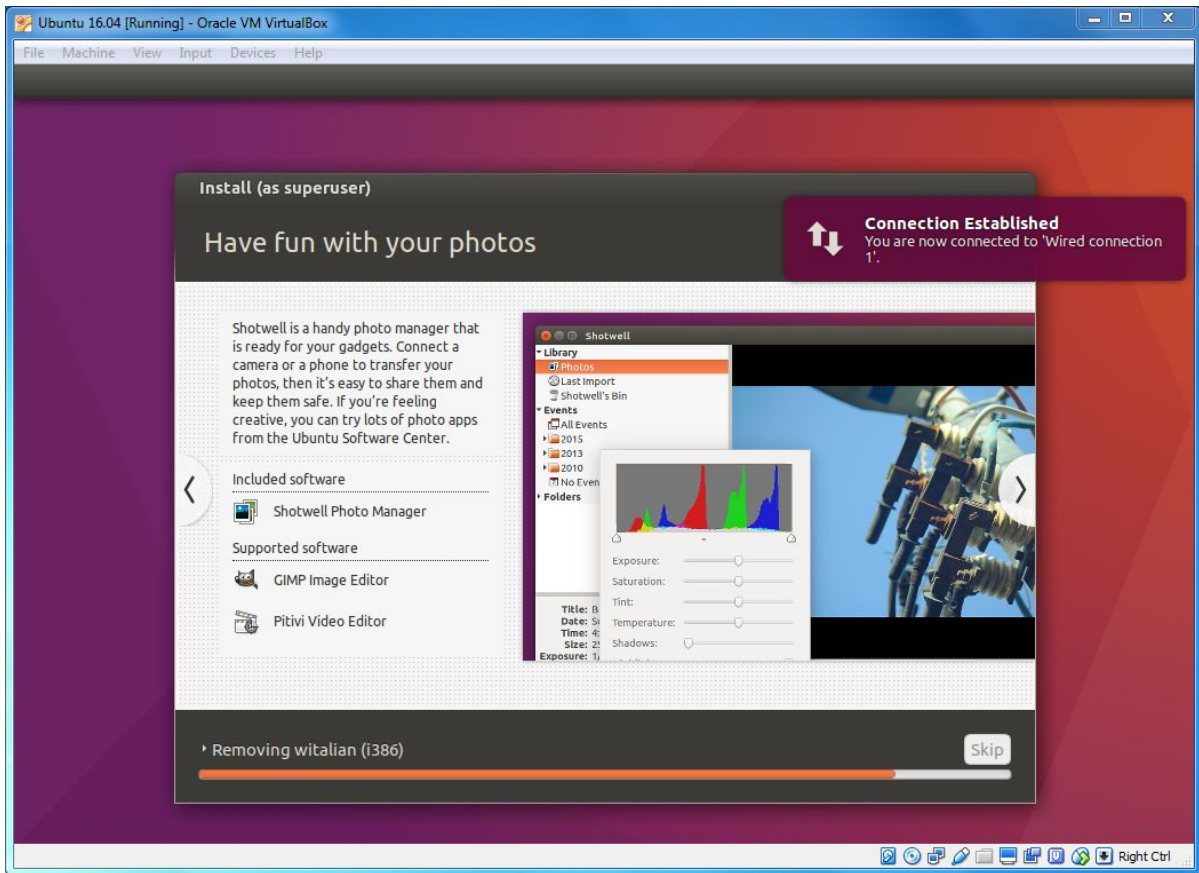 Ubuntu 16.04 [Running] - Oracle VM VirtualBox
File Machine View Input Devices Help
Install (as superuser)
Have fun with your photos
Connection Established
You are now connected to 'Wired connection
1'.
Shotwell is a handy photo manager that
is ready for your gadgets. Connect a
camera or a phone to transfer your
photos, then it's easy to share them and
keep them safe. If you're feeling
creative, you can try lots of photo apps
from the Ubuntu Software Center.
Included software
Shotwell Photo Manager
Supported software
GIMP Image Editor
Pitivi Video Editor
Shotwell
Library
Photos
Last Import
Shotwell's Bin
Events
All Events
2015
2013
2010
No Even
Folders
Exposure:
Saturation:
Tint:
Temperature:
Shadows:
Title: B
Date: Su
Time: 4:
Size: 25
Exposure: 1/
Removing witalian (i386)
Skip
Right Ctrl